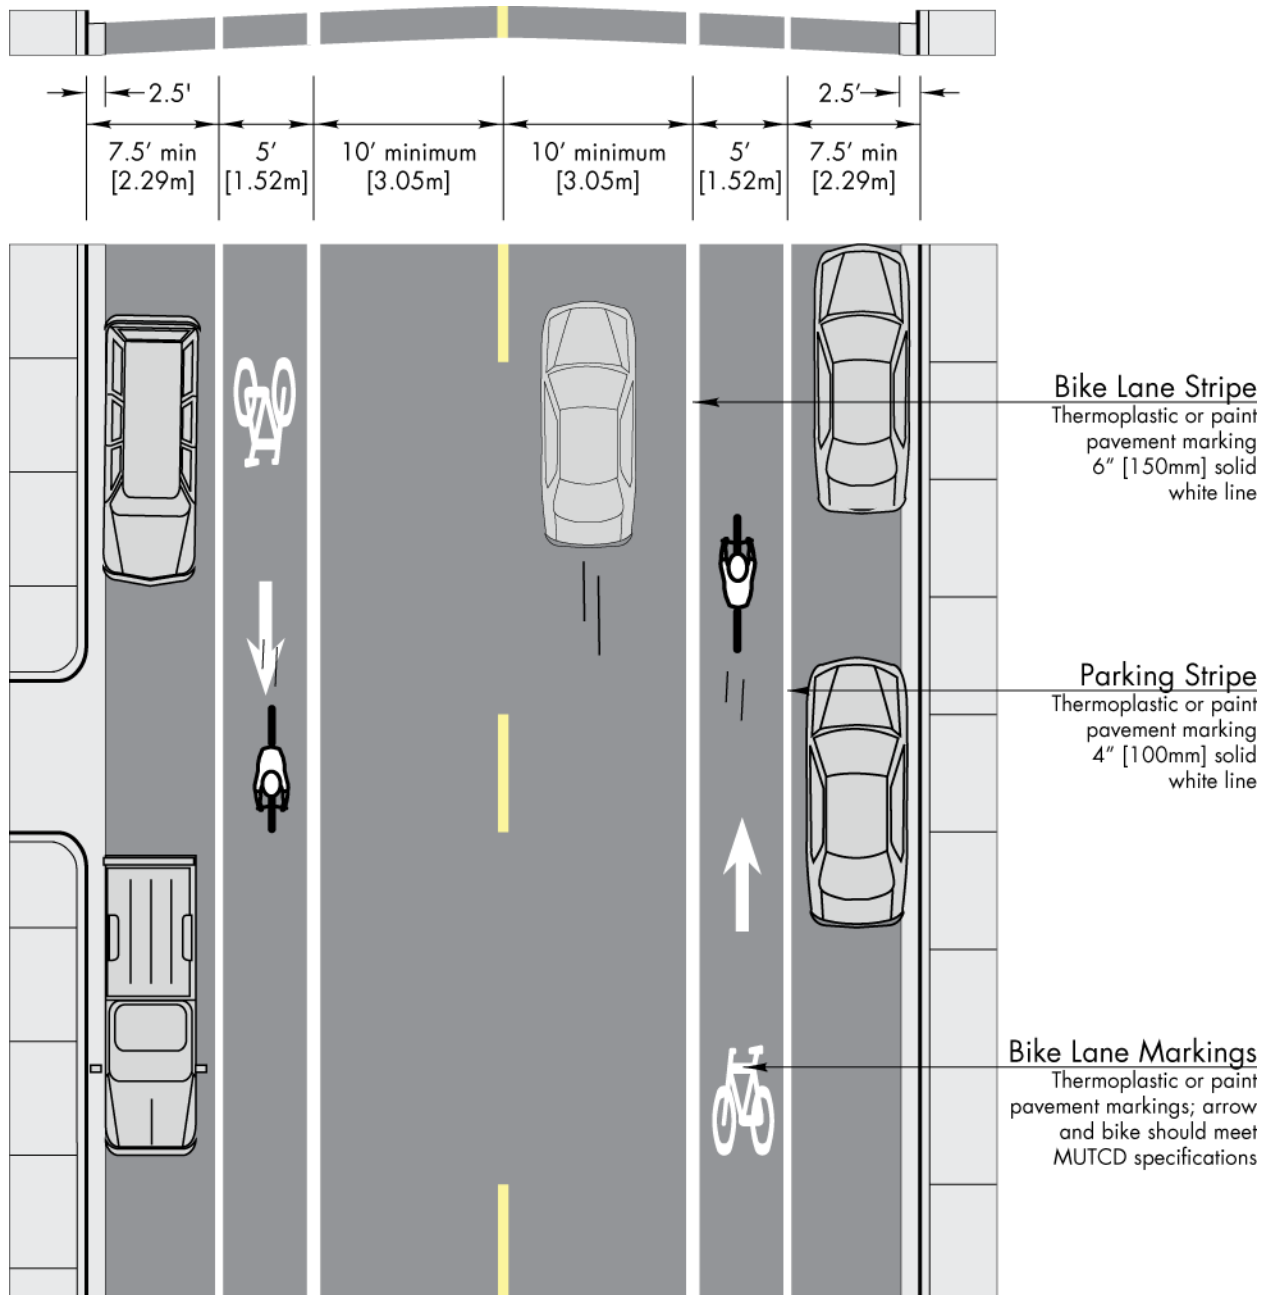 2.5'
2.5’
7.5’ min
[2.29m]
5’
[1.52m]
10’ minimum
[3.05m]
10’ minimum
[3.05m]
5’
[1.52m]
7.5’ min
[2.29m]
Bike Lane Stripe
Thermoplastic or paint
pavement marking
6” [150mm] solid
white line
Parking Stripe
Thermoplastic or paint
pavement marking
4” [100mm] solid
white line
Bike Lane Markings
Thermoplastic or paint
pavement markings; arrow
and bike should meet
MUTCD specifications